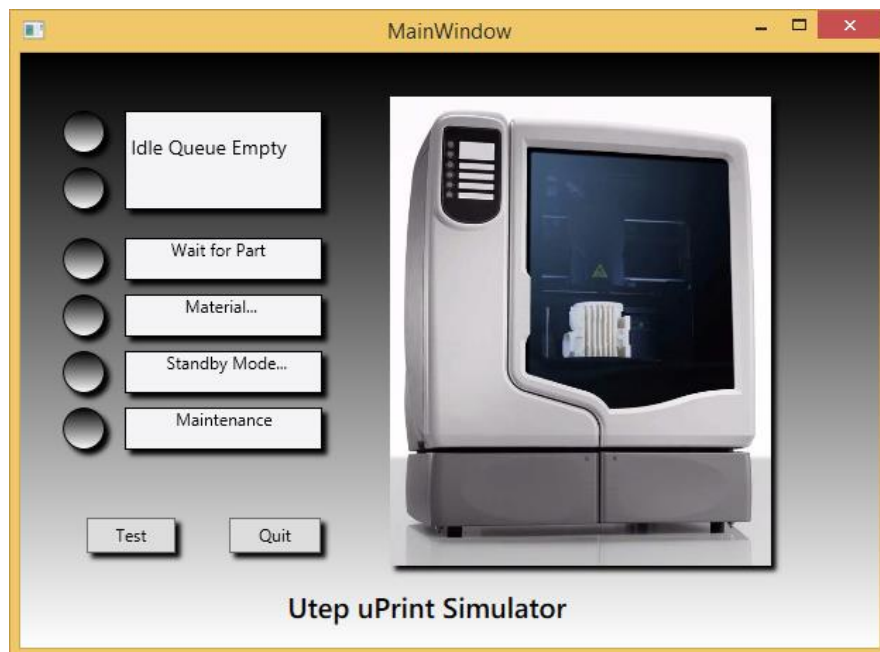 MainWindow
Idle Queue Empty
Wait for Part
Material...
Standby Mode...
Maintenance
Test
Quit
Utep uPrint Simulator